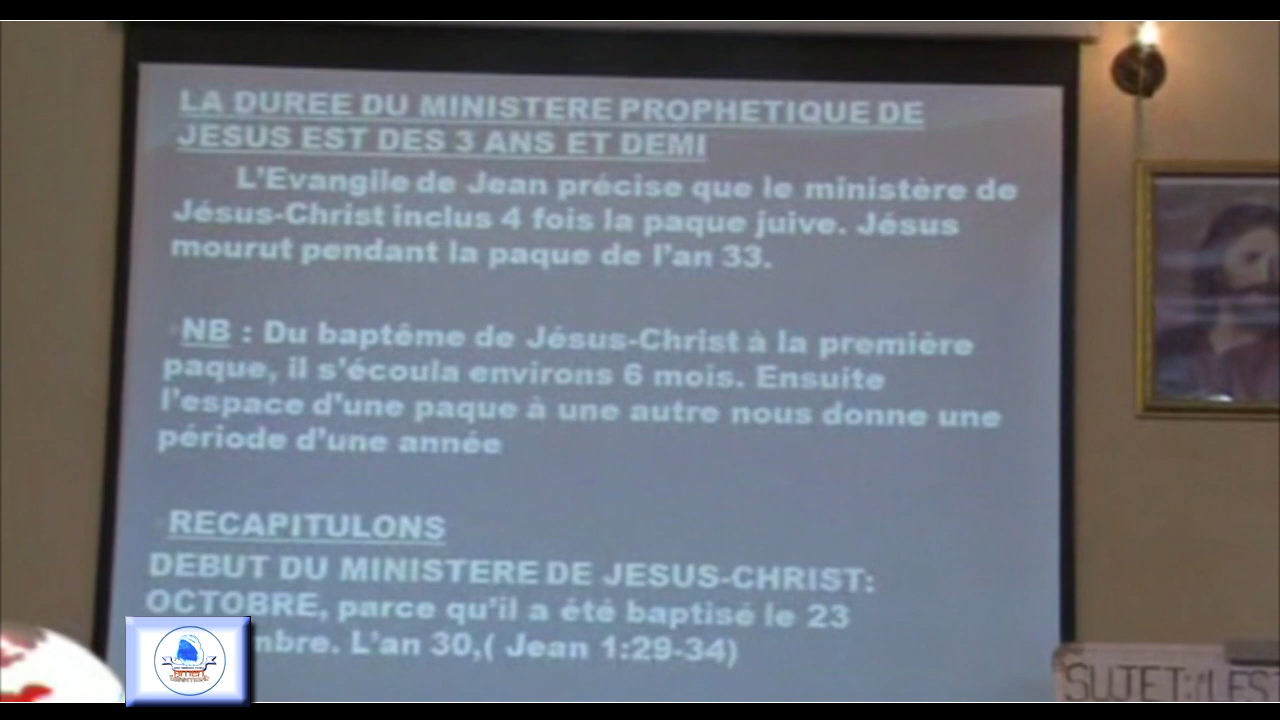 LA DUREE DU MINISTERE PROPHETIQUE DE
JESUS EST DES 3 ANS ET DEMI
L'Evangile de Jean précise que le ministère de
Jésus-Christ inclus 4 fois la paque juive. Jésus
mourut pendant la paque de l'an 33.
NB : Du baptême de Jésus-Christ à la première
paque, il s'écoula environs 6 mois. Ensuite
l'espace d'une paque à une autre nous donne une
période d'une année
RECAPITULONS
DEBUT DU MINISTERE DE JESUS-CHRIST:
OCTOBRE, parce qu'il a été baptisé le 23
mbre. L'an 30,( Jean 1:29-34)
SUJET: